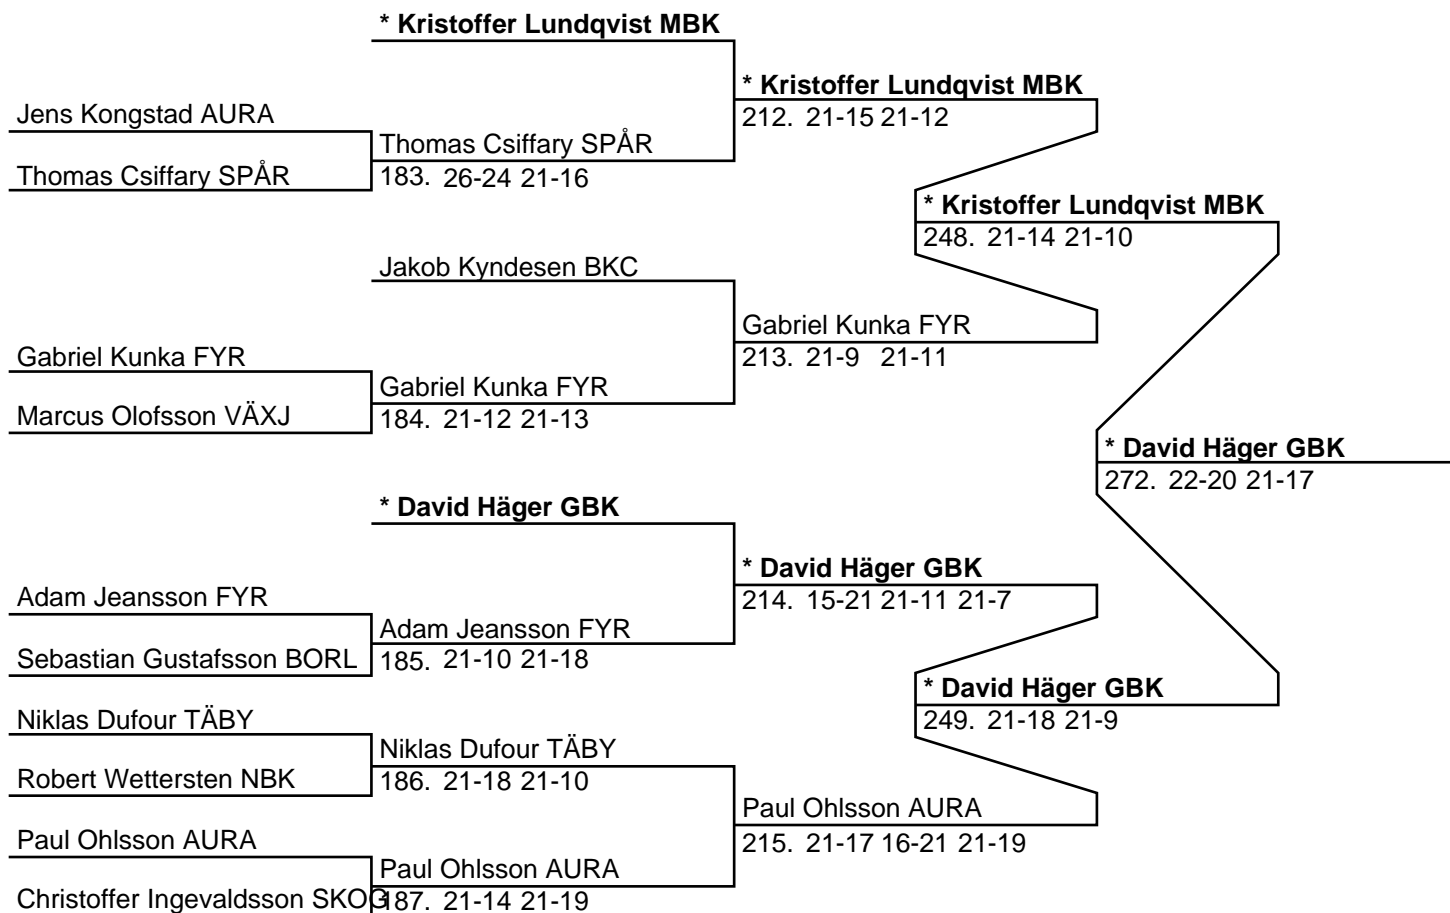 * Kristoffer Lundqvist MBK
* Kristoffer Lundqvist MBK
212. 21-15 21-12
Jens Kongstad AURA
Thomas Csiffary SPÅR
Thomas Csiffary SPÅR
183. 26-24 21-16
* Kristoffer Lundqvist MBK
248. 21-14 21-10
Jakob Kyndesen BKC
Gabriel Kunka FYR
213. 21-9 21-11
Gabriel Kunka FYR
Gabriel Kunka FYR
Marcus Olofsson VÄXJ
184. 21-12 21-13
* David Häger GBK
272. 22-20 21-17
* David Häger GBK
* David Häger GBK
214. 15-21 21-11 21-7
Adam Jeansson FYR
Adam Jeansson FYR
Sebastian Gustafsson BORL
185. 21-10 21-18
* David Häger GBK
249. 21-18 21-9
Niklas Dufour TÄBY
Niklas Dufour TÄBY
Robert Wettersten NBK
186. 21-18 21-10
Paul Ohlsson AURA
215. 21-17 16-21 21-19
Paul Ohlsson AURA
Paul Ohlsson AURA
Christoffer Ingevaldsson SKOG
187. 21-14 21-19